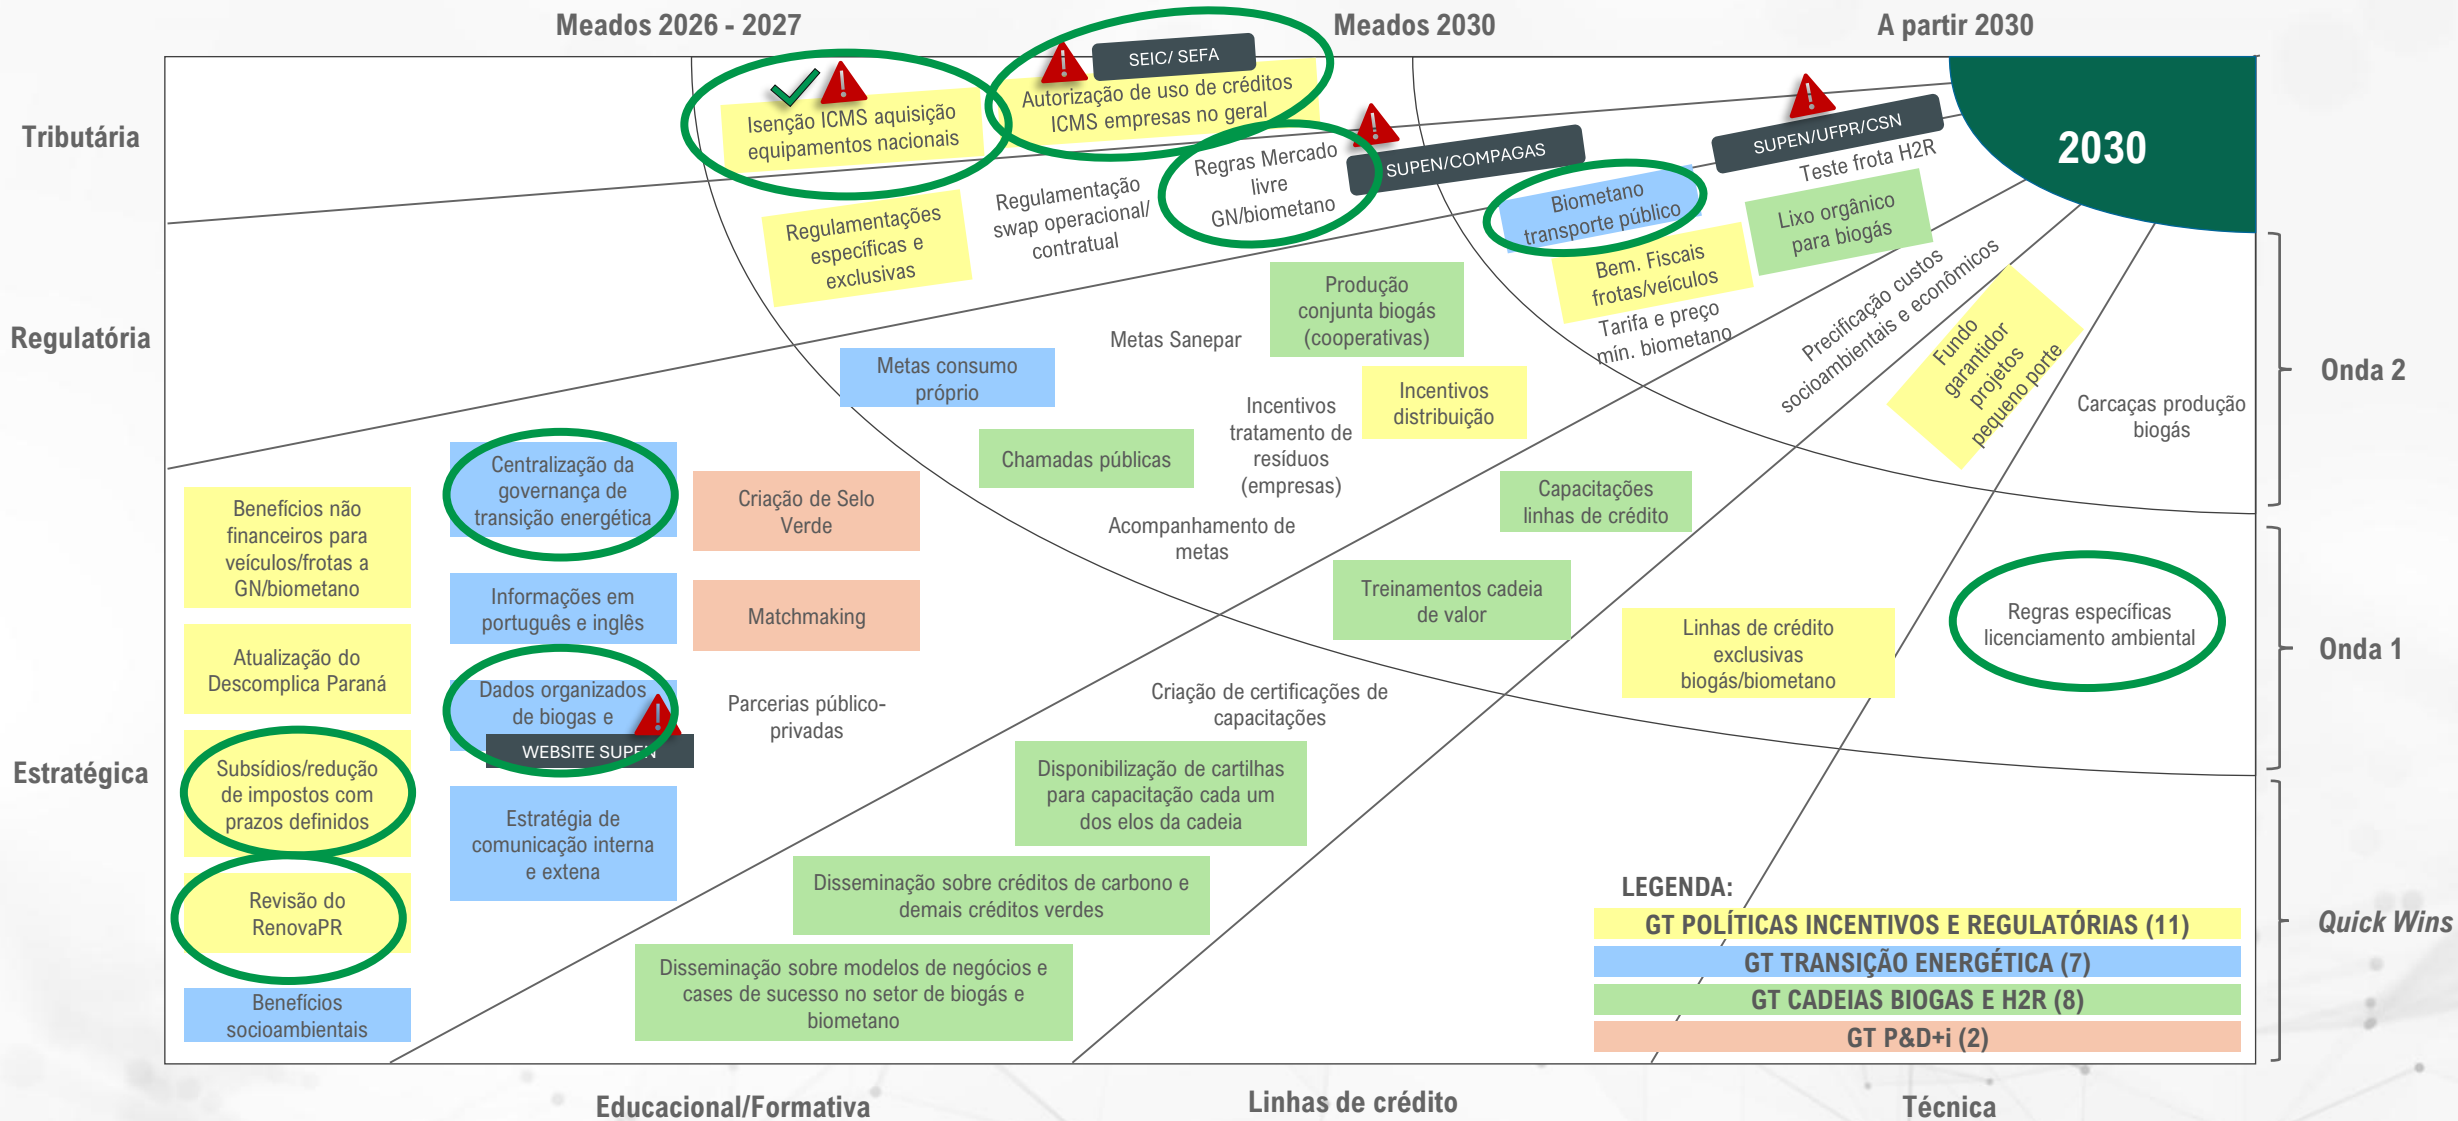 Meados 2026 - 2027
Meados 2030
A partir 2030
Tributária
Regulatória
Estratégica
SEIC/ SEFA
Isenção ICMS aquisição
equipamentos nacionais
Autorização de uso de créditos
ICMS empresas no geral
Regras Mercado
livre
GN/biometano
SUPEN/COMPAGAS
SUPEN/UFPR/CSN
Teste frota H2R
2030
Regulamentações
específicas e
exclusivas
Regulamentação
swap operacional/
contratual
Biometano
transporte público
Lixo orgânico
para biogás
Bem. Fiscais
frotas/veículos
Tarifa e preço
mín. biometano
Produção
conjunta biogás
(cooperativas)
Metas Sanepar
Metas consumo
próprio
Incentivos
distribuição
Incentivos
tratamento de
resíduos
(empresas)
Chamadas públicas
Acompanhamento de
metas
Precificação custos
socioambientais e econômicos
Fundo
garantidor
projetos
pequeno porte
Carcaças produção
biogás
Onda 2
Centralização da
governança de
transição energética
Criação de Selo
Verde
Benefícios não
financeiros para
veículos/frotas a
GN/biometano
Informações em
português e inglês
Matchmaking
Atualização do
Descomplica Paraná
Dados organizados
de biogas e
WEBSITE SUPEN
Parcerias público-
privadas
Subsídios/redução
de impostos com
prazos definidos
Estratégia de
comunicação interna
e extena
Revisão do
RenovaPR
Benefícios
socioambientais
Capacitações
linhas de crédito
Treinamentos cadeia
de valor
Criação de certificações de
capacitações
Disponibilização de cartilhas
para capacitação cada um
dos elos da cadeia
Disseminação sobre créditos de carbono e
demais créditos verdes
Disseminação sobre modelos de negócios e
cases de sucesso no setor de biogás e
biometano
Linhas de crédito
exclusivas
biogás/biometano
Regras específicas
licenciamento ambiental
Onda 1
Quick Wins
LEGENDA:
GT POLÍTICAS INCENTIVOS E REGULATÓRIAS (11)
GT TRANSIÇÃO ENERGÉTICA (7)
GT CADEIAS BIOGAS E H2R (8)
GT P&D+i (2)
Educacional/Formativa
Linhas de crédito
Técnica